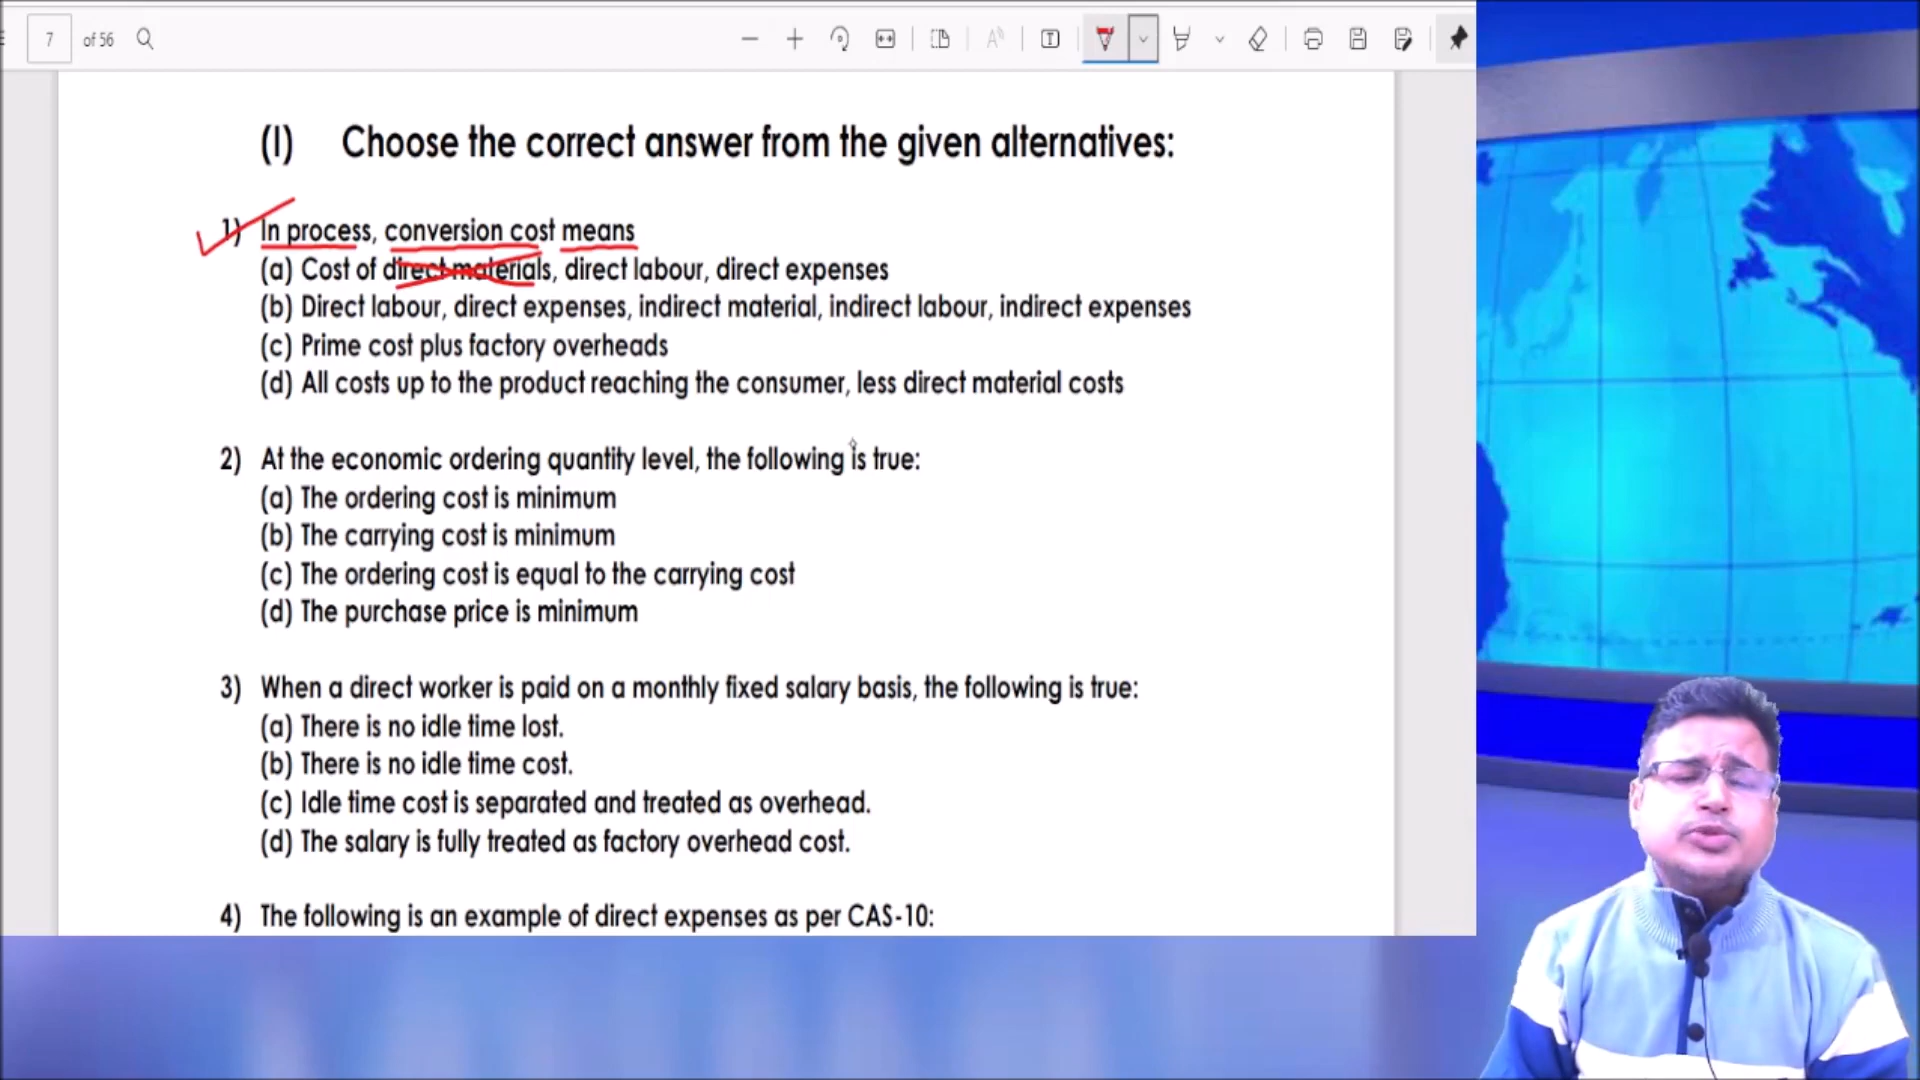 7 of 56
(I) Choose the correct answer from the given alternatives:
1) In process, conversion cost means
(a) Cost of direct materials, direct labour, direct expenses
(b) Direct labour, direct expenses, indirect material, indirect labour, indirect expenses
(c) Prime cost plus factory overheads
(d) All costs up to the product reaching the consumer, less direct material costs
2) At the economic ordering quantity level, the following is true:
(a) The ordering cost is minimum
(b) The carrying cost is minimum
(c) The ordering cost is equal to the carrying cost
(d) The purchase price is minimum
3) When a direct worker is paid on a monthly fixed salary basis, the following is true:
(a) There is no idle time lost.
(b) There is no idle time cost.
(c) Idle time cost is separated and treated as overhead.
(d) The salary is fully treated as factory overhead cost.
4) The following is an example of direct expenses as per CAS-10: